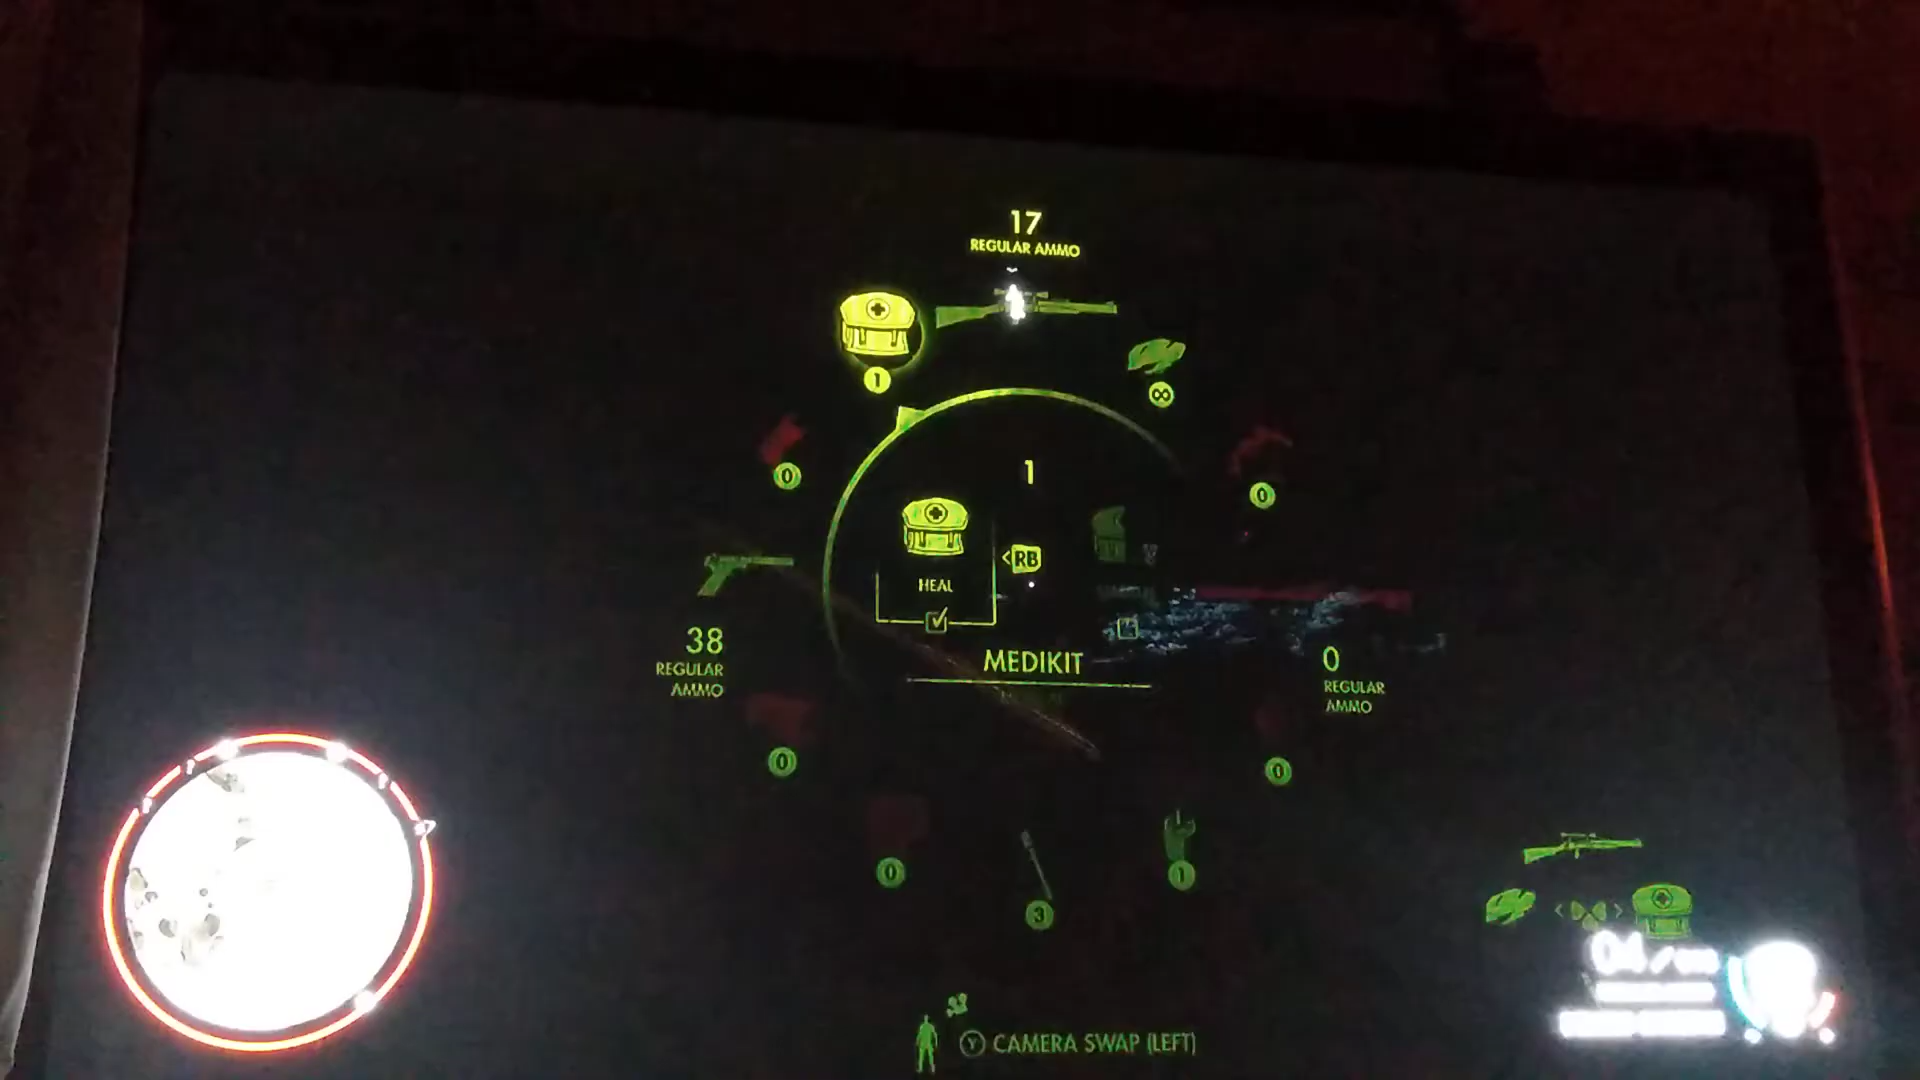 17
REGULAR AMMO
1
∞
0
0
1
RB
HEAL
38
REGULAR
AMMO
MEDIKIT
0
REGULAR
AMMO
0
0
0
3
1
Y CAMERA SWAP (LEFT)